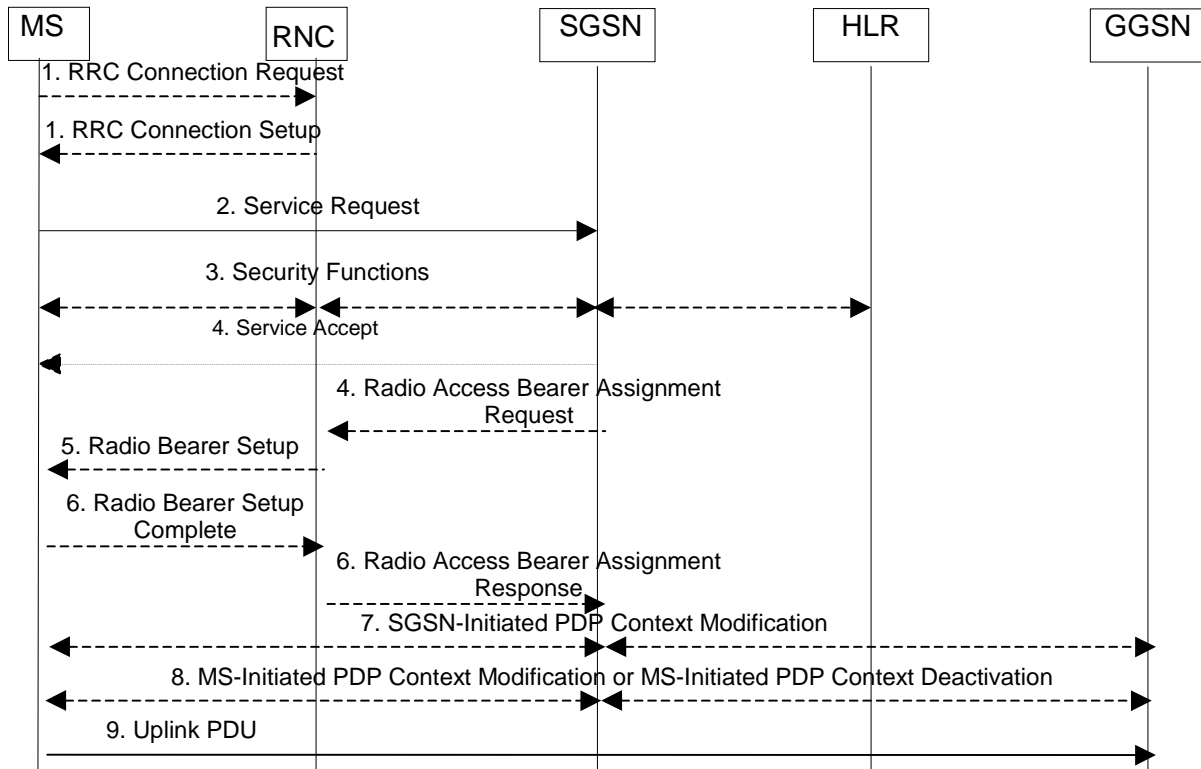 MS
RNC
SGSN
HLR
GGSN
1. RRC Connection Request
1. RRC Connection Setup
2. Service Request
3. Security Functions
4. Service Accept
4. Radio Access Bearer Assignment
Request
5. Radio Bearer Setup
6. Radio Bearer Setup
Complete
6. Radio Access Bearer Assignment
Response
7. SGSN-Initiated PDP Context Modification
8. MS-Initiated PDP Context Modification or MS-Initiated PDP Context Deactivation
9. Uplink PDU